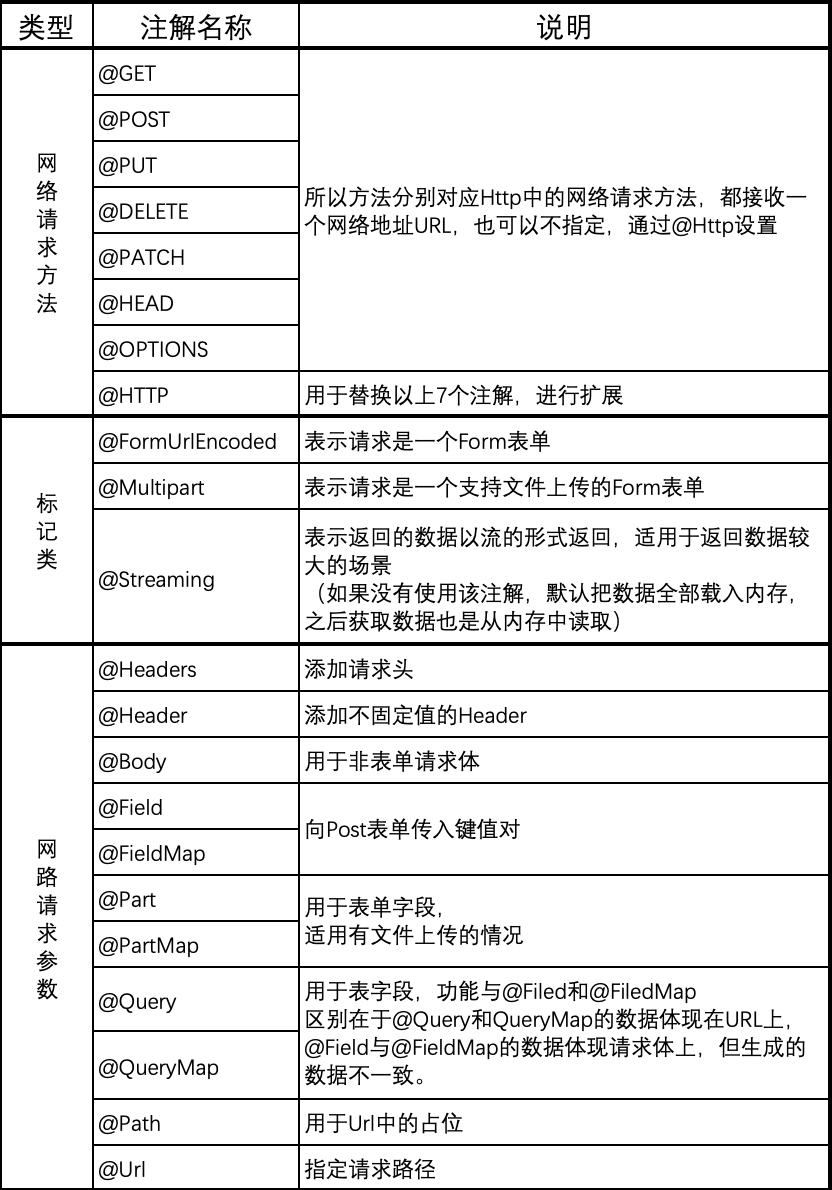 类型 注解名称 说明
网络请求方法
@GET
@POST
@PUT
@DELETE
@PATCH
@HEAD
@OPTIONS
所以方法分别对应Http中的网络请求方法，都接收一
个网络地址URL，也可以不指定，通过@Http设置
@HTTP 用于替换以上7个注解，进行扩展
标记类
@FormUrlEncoded 表示请求是一个Form表单
@Multipart 表示请求是一个支持文件上传的Form表单
@Streaming
表示返回的数据以流的形式返回，适用于返回数据较
大的场景
（如果没有使用该注解，默认把数据全部载入内存，
之后获取数据也是从内存中读取）
网路请求参数
@Headers 添加请求头
@Header 添加不固定值的Header
@Body 用于非表单请求体
@Field
@FieldMap
向Post表单传入键值对
@Part
@PartMap
用于表单字段，
适用有文件上传的情况
@Query
@QueryMap
用于表字段，功能与@Filed和@FiledMap
区别在于@Query和QueryMap的数据体现在URL上，
@Field与@FieldMap的数据体现请求体上，但生成的
数据不一致。
@Path 用于Url中的占位
@Url 指定请求路径